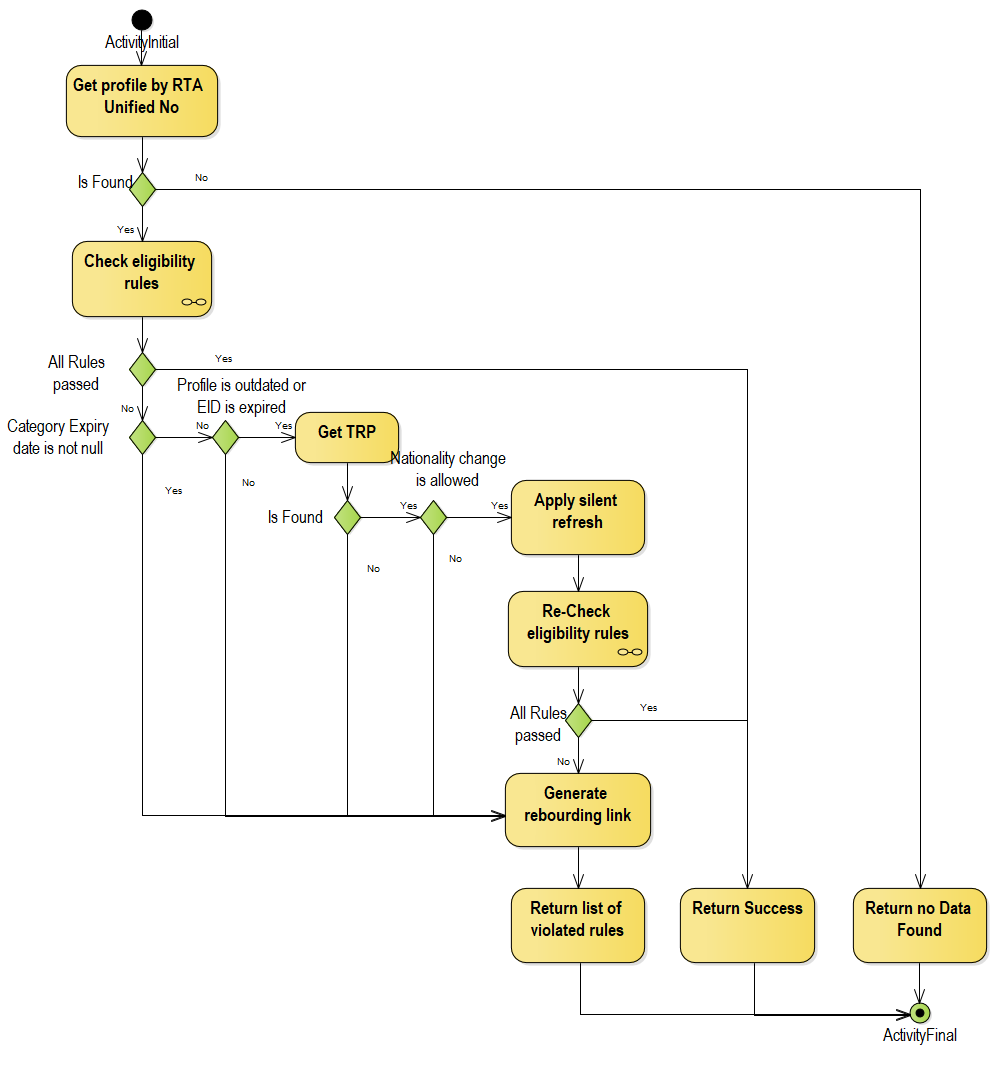 ActivityInitial
Get profile by RTA
Unified No
Is Found
No
Yes
Check eligibility
rules
All Rules
passed
Yes
Profile is outdated or
EID is expired
No
Category Expiry
date is not null
No
Yes
Get TRP
Yes
No
Nationality change
is allowed
Is Found
Yes
Yes
Apply silent
refresh
No
No
Re-Check
eligibility rules
All Rules
passed
Yes
No
Generate
rebourding link
Return list of
violated rules
Return Success
Return no Data
Found
ActivityFinal